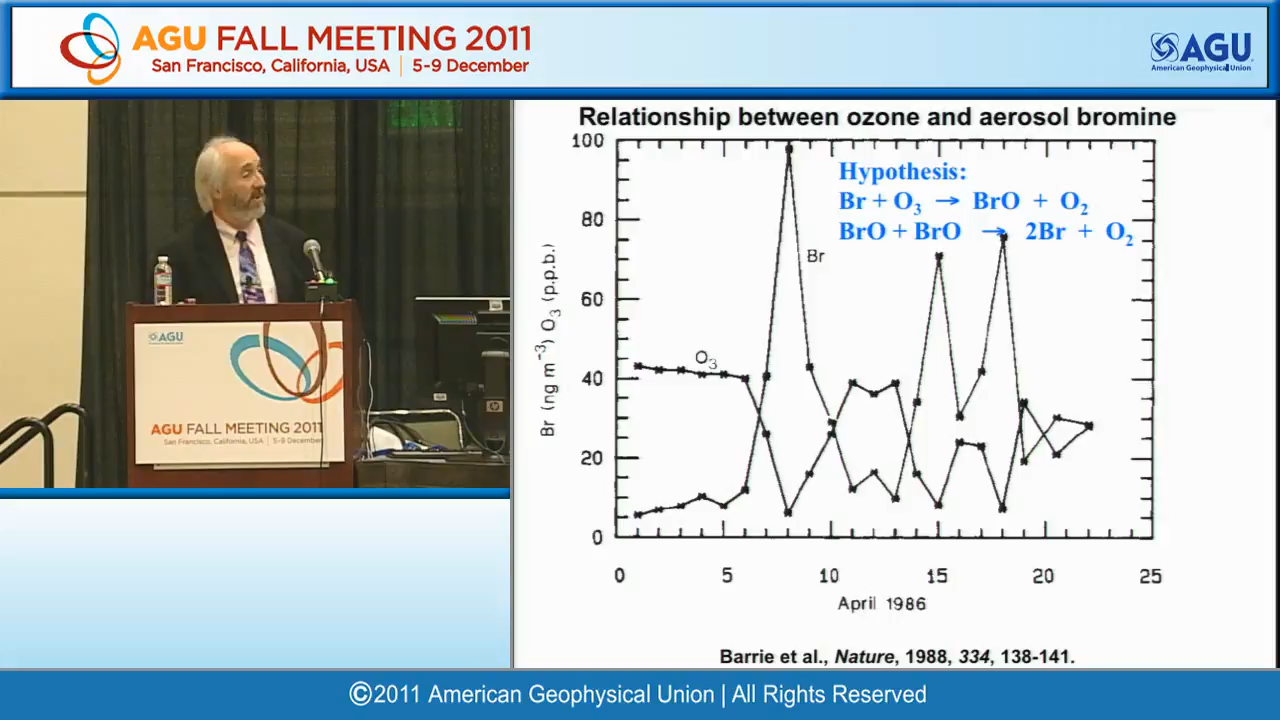 AGU FALL MEETING 2011
San Francisco, California, USA | 5-9 December
AGU
American Geophysical Union
AGU
AGU FALL MEETING 2011
San Francisco, California, USA | 5-9 December
Relationship between ozone and aerosol bromine
Hypothesis:
Br + O₃ → BrO + O₂
BrO + BrO → 2Br + O₂
Br
O₃
Br (ng m⁻³) O₃ (p.p.b.)
100
80
60
40
20
0
0 5 10 15 20 25
April 1986
Barrie et al., Nature, 1988, 334, 138-141.
©2011 American Geophysical Union | All Rights Reserved